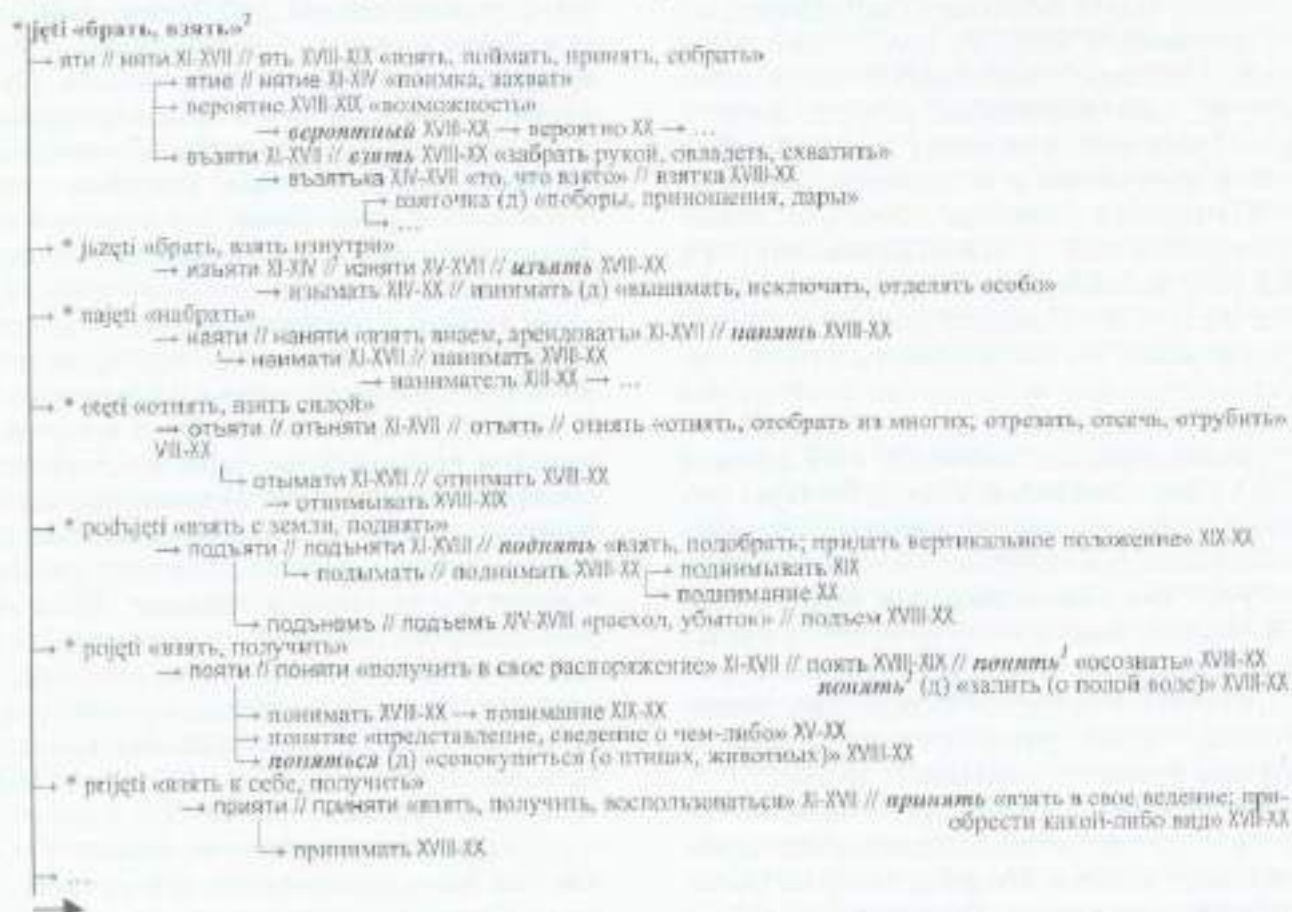 * jęti «брать, взять»²
→ яти // няти XI-XVII // ять XVIII-XIX «взять, поймать, принять, собрать»
→ ятие // нятие XI-XIV «поимка, захват»
→ вероятие XVIII-XIX «возможность»
→ вероятный XVIII-XX → вероятно XX → ...
→ възяти XI-XVII // взять XVIII-XX «забрать рукой, овладеть, схватить»
→ възятъка XIV-XVII «то, что взято» // взятка XVIII-XX
→ взяточка (д) «поборы, приношения, дары»
→ ...
→ * jьzęti «брать, взять изнутри»
→ изъяти XI-XIV // изняти XV-XVII // изъять XVIII-XX
→ изымать XIV-XX // изнимать (д) «вынимать, исключать, отделять особо»
→ * najęti «набрать»
→ наяти // наняти «взять внаем, арендовать» XI-XVII // нанять XVIII-XX
→ наимати XI-XVII // нанимать XVIII-XX
→ наниматель XIII-XX → ...
→ * otęti «отнять, взять силой»
→ отъяти // отъняти XI-XVII // отъять // отнять «отнять, отобрать из многих; отрезать, отсечь, отрубить»
VII-XX
→ отымати XI-XVII // отнимать XVIII-XX
→ отнимывать XVIII-XIX
→ * podъjęti «взять с земли, поднять»
→ подъяти // подъняти XI-XVIII // поднять «взять, подобрать; придать вертикальное положение» XIX-XX
→ подымать // поднимать XVIII-XX → поднимывать XIX
→ поднимание XX
→ подънемъ // подъемъ XIV-XVIII «расход, убыток» // подъем XVIII-XX
→ * pojęti «взять, получить»
→ пояти // поняти «получить в свое распоряжение» XI-XVII // поять XVIII-XIX // понять¹ «осознать» XVIII-XX
понять² (д) «залить (о полой воде)» XVIII-XX
→ понимать XVIII-XX → понимание XIX-XX
→ понятие «представление, сведение о чем-либо» XV-XX
→ поняться (д) «совокупиться (о птицах, животных)» XVIII-XX
→ * prijęti «взять к себе, получить»
→ прияти // приняти «взять, получить, воспользоваться» XI-XVII // принять «взять в свое ведение; при-
обрести какой-либо вид» XVII-XX
→ принимать XVIII-XX
→ ...